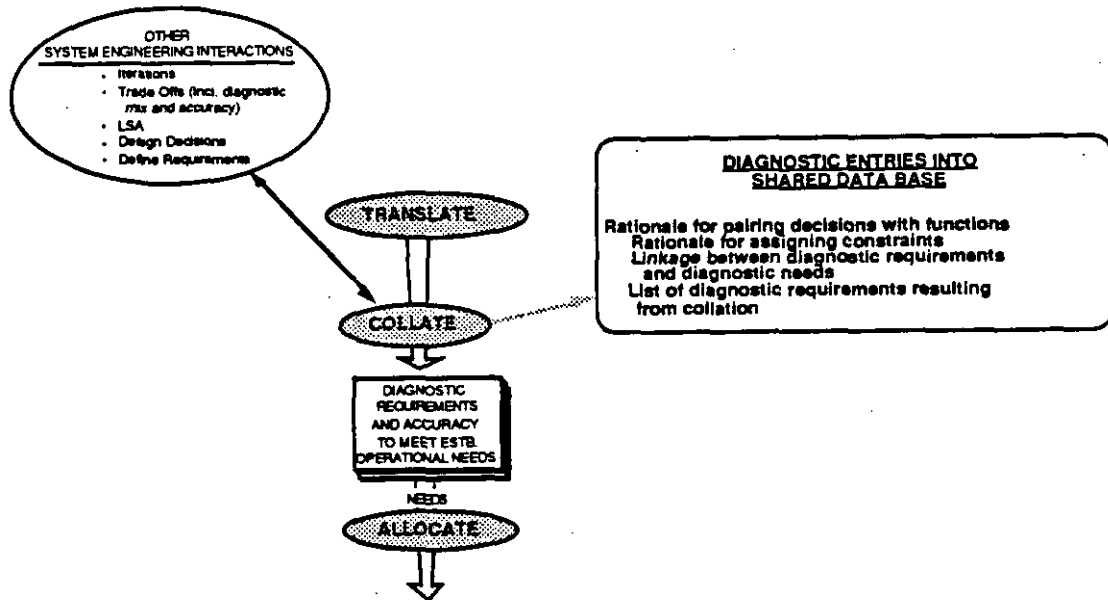 OTHER
SYSTEM ENGINEERING INTERACTIONS
• Iterations
• Trade Offs (incl. diagnostic
mix and accuracy)
• LSA
• Design Decisions
• Define Requirements
TRANSLATE
COLLATE
DIAGNOSTIC ENTRIES INTO
SHARED DATA BASE
Rationale for pairing decisions with functions
Rationale for assigning constraints
Linkage between diagnostic requirements
and diagnostic needs
List of diagnostic requirements resulting
from collation
DIAGNOSTIC
REQUIREMENTS
AND ACCURACY
TO MEET ESTB.
OPERATIONAL NEEDS
NEEDS
ALLOCATE